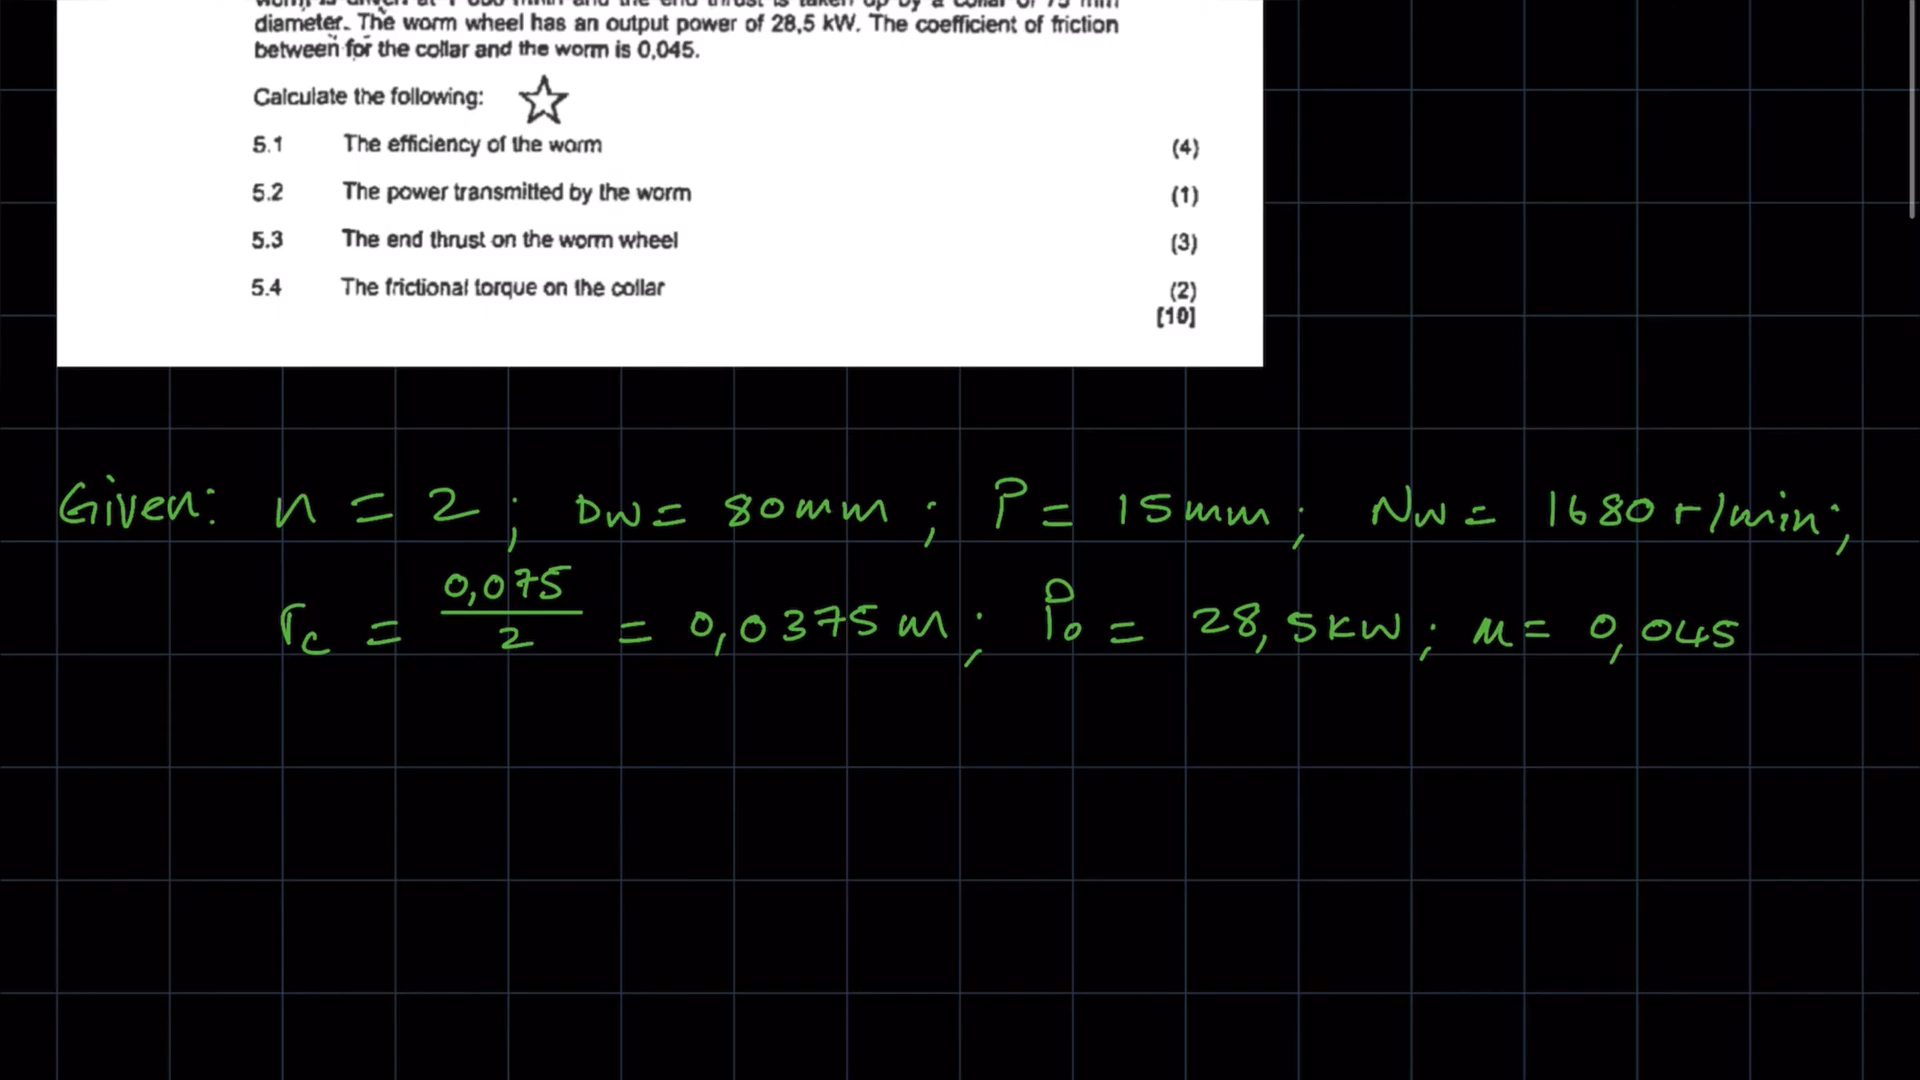 diameter. The worm wheel has an output power of 28,5 kW. The coefficient of friction
between for the collar and the worm is 0,045.
Calculate the following:
5.1 The efficiency of the worm (4)
5.2 The power transmitted by the worm (1)
5.3 The end thrust on the worm wheel (3)
5.4 The frictional torque on the collar (2)
[10]
Given: n = 2 ; Dw = 80mm ; P = 15mm ; Nw = 1680 r/min ;
rc = 0,075 / 2 = 0,0375m ; Po = 28,5kW ; μ = 0,045